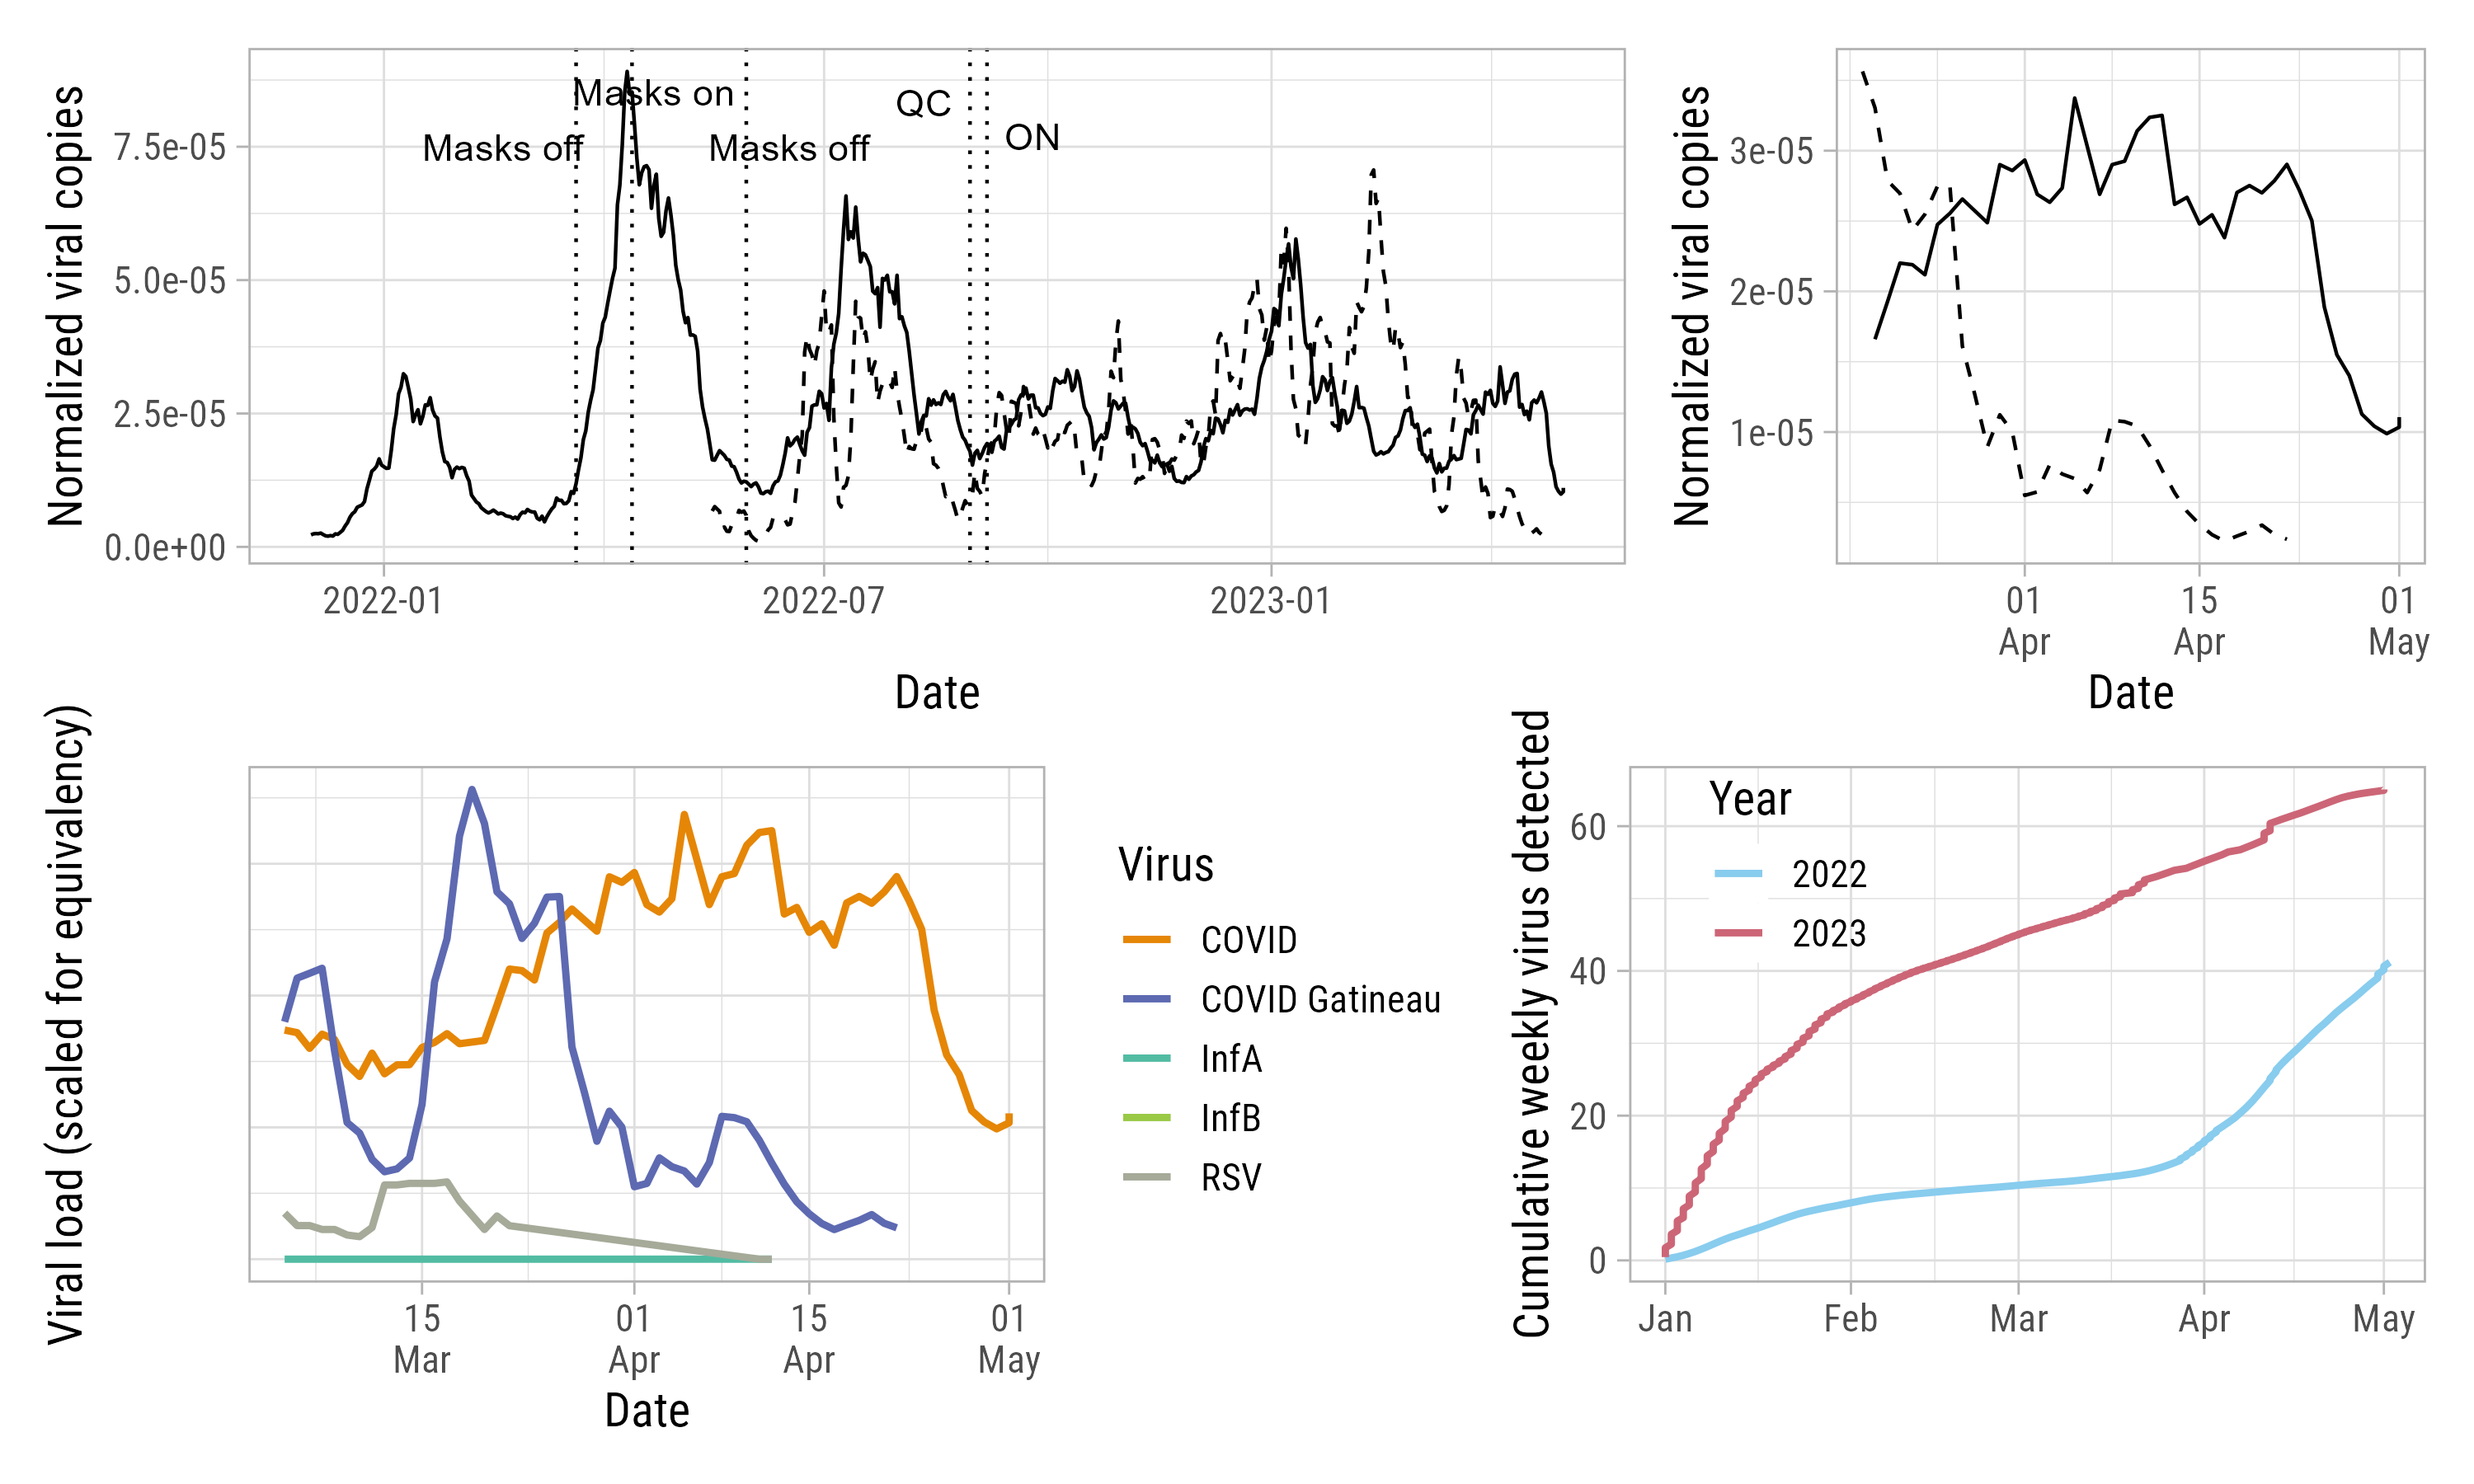 Normalized viral copies
7.5e-05
5.0e-05
2.5e-05
0.0e+00
Masks off
Masks on
Masks off
QC
ON
2022-01
2022-07
2023-01
Date
Normalized viral copies
3e-05
2e-05
1e-05
01
Apr
15
Apr
01
May
Date
Viral load (scaled for equivalency)
15
Mar
01
Apr
15
Apr
01
May
Date
Virus
COVID
COVID Gatineau
InfA
InfB
RSV
Cumulative weekly virus detected
60
40
20
0
Year
2022
2023
Jan
Feb
Mar
Apr
May